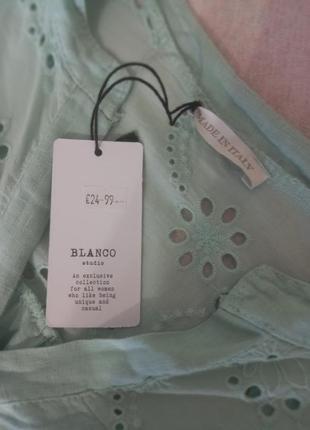 £24-99
BLANCO
studio
An exclusive
collection
for all women
who like being
unique and
casual
MADE IN ITALY